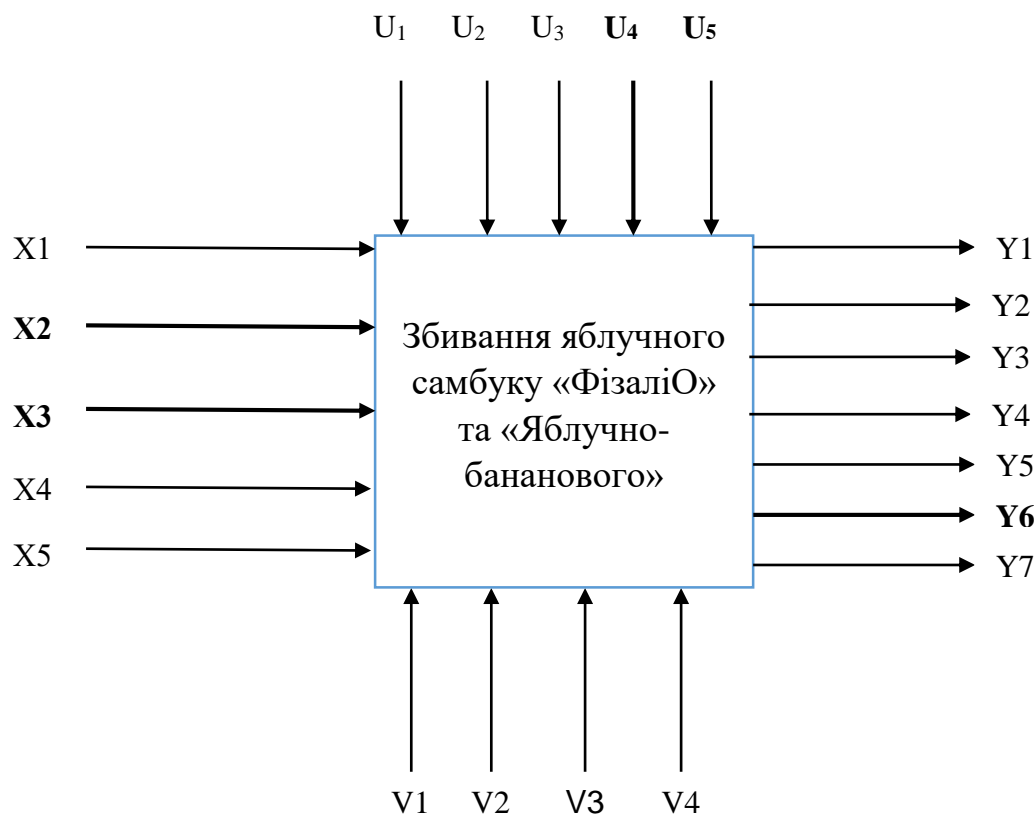 U₁ U₂ U₃ U₄ U₅
X1
X2
X3
X4
X5
Збивання яблучного
самбуку «ФізаліО»
та «Яблучно-
бананового»
Y1
Y2
Y3
Y4
Y5
Y6
Y7
V1 V2 V3 V4